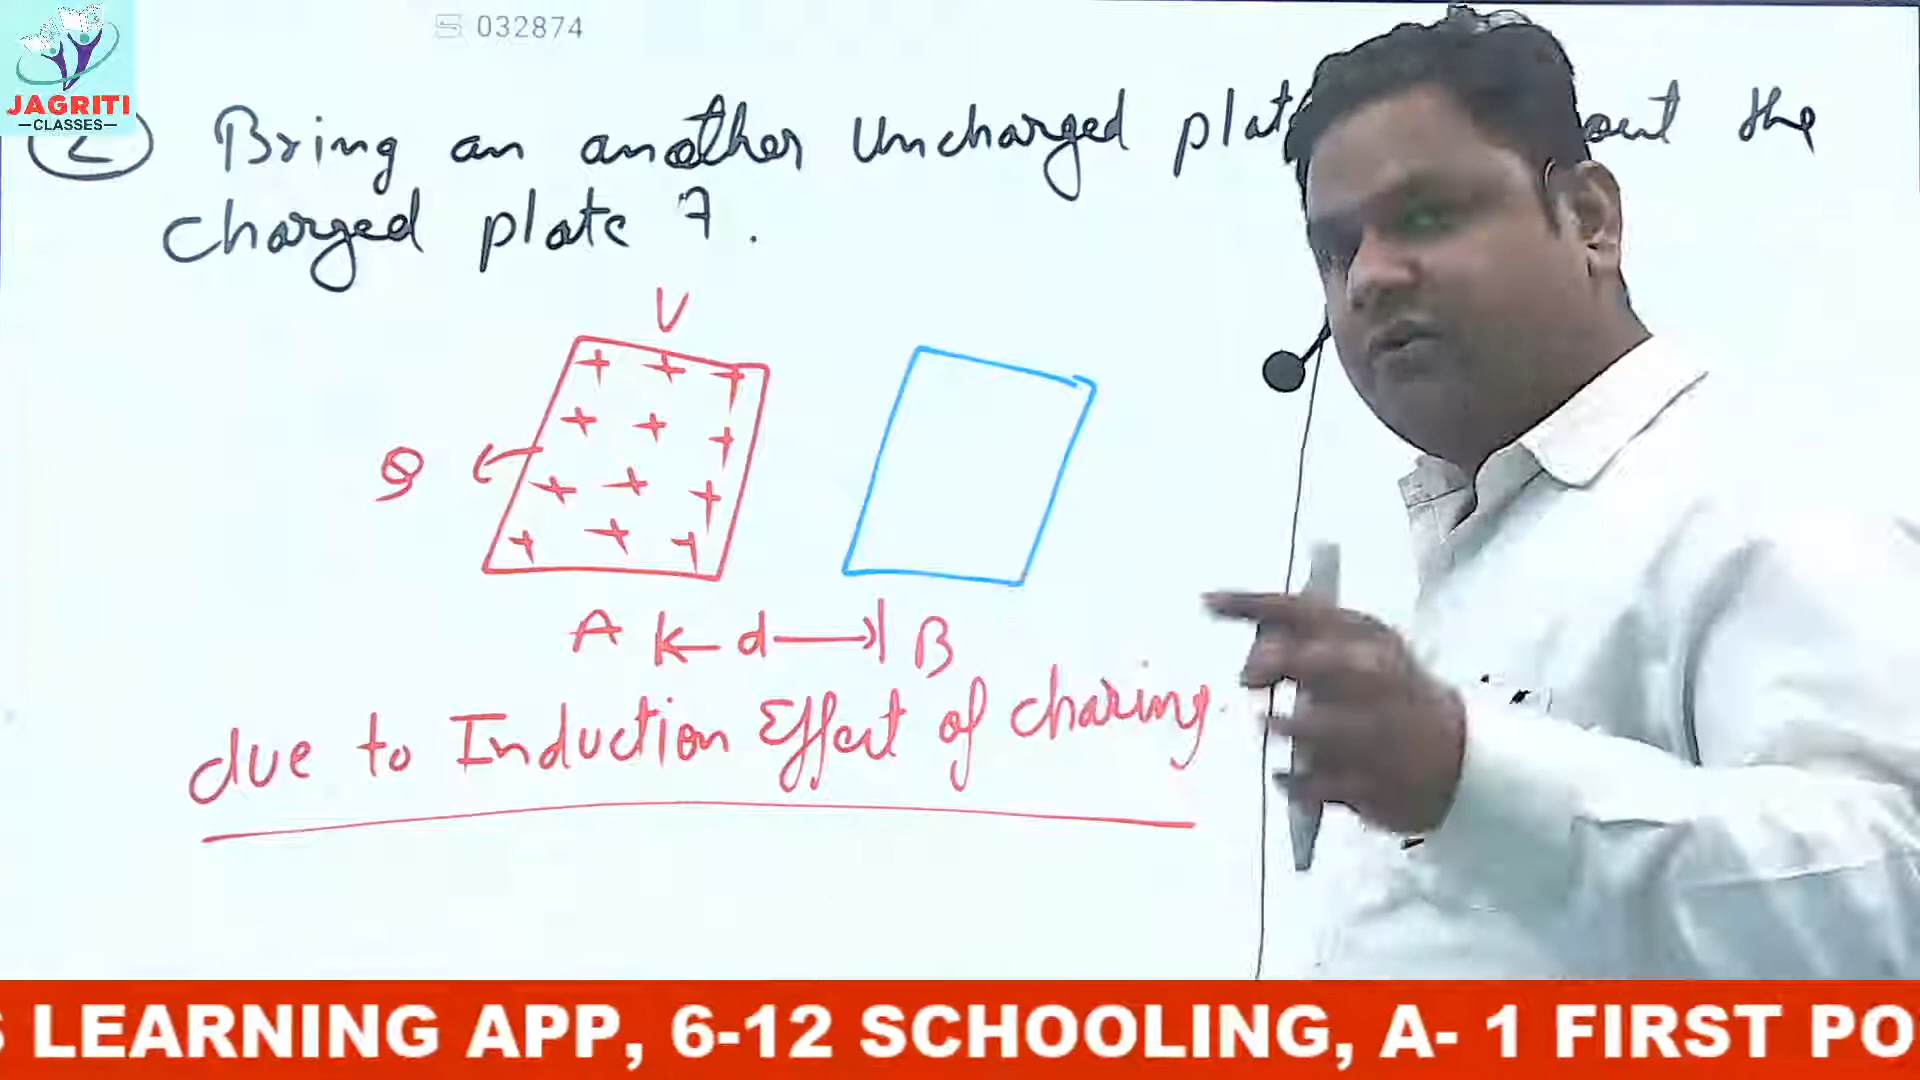 032874
JAGRITI
—CLASSES—
2 Bring an another Uncharged plat the
charged plate A.
V
Q
A d B
due to Induction Effect of charing.
LEARNING APP, 6-12 SCHOOLING, A- 1 FIRST PO